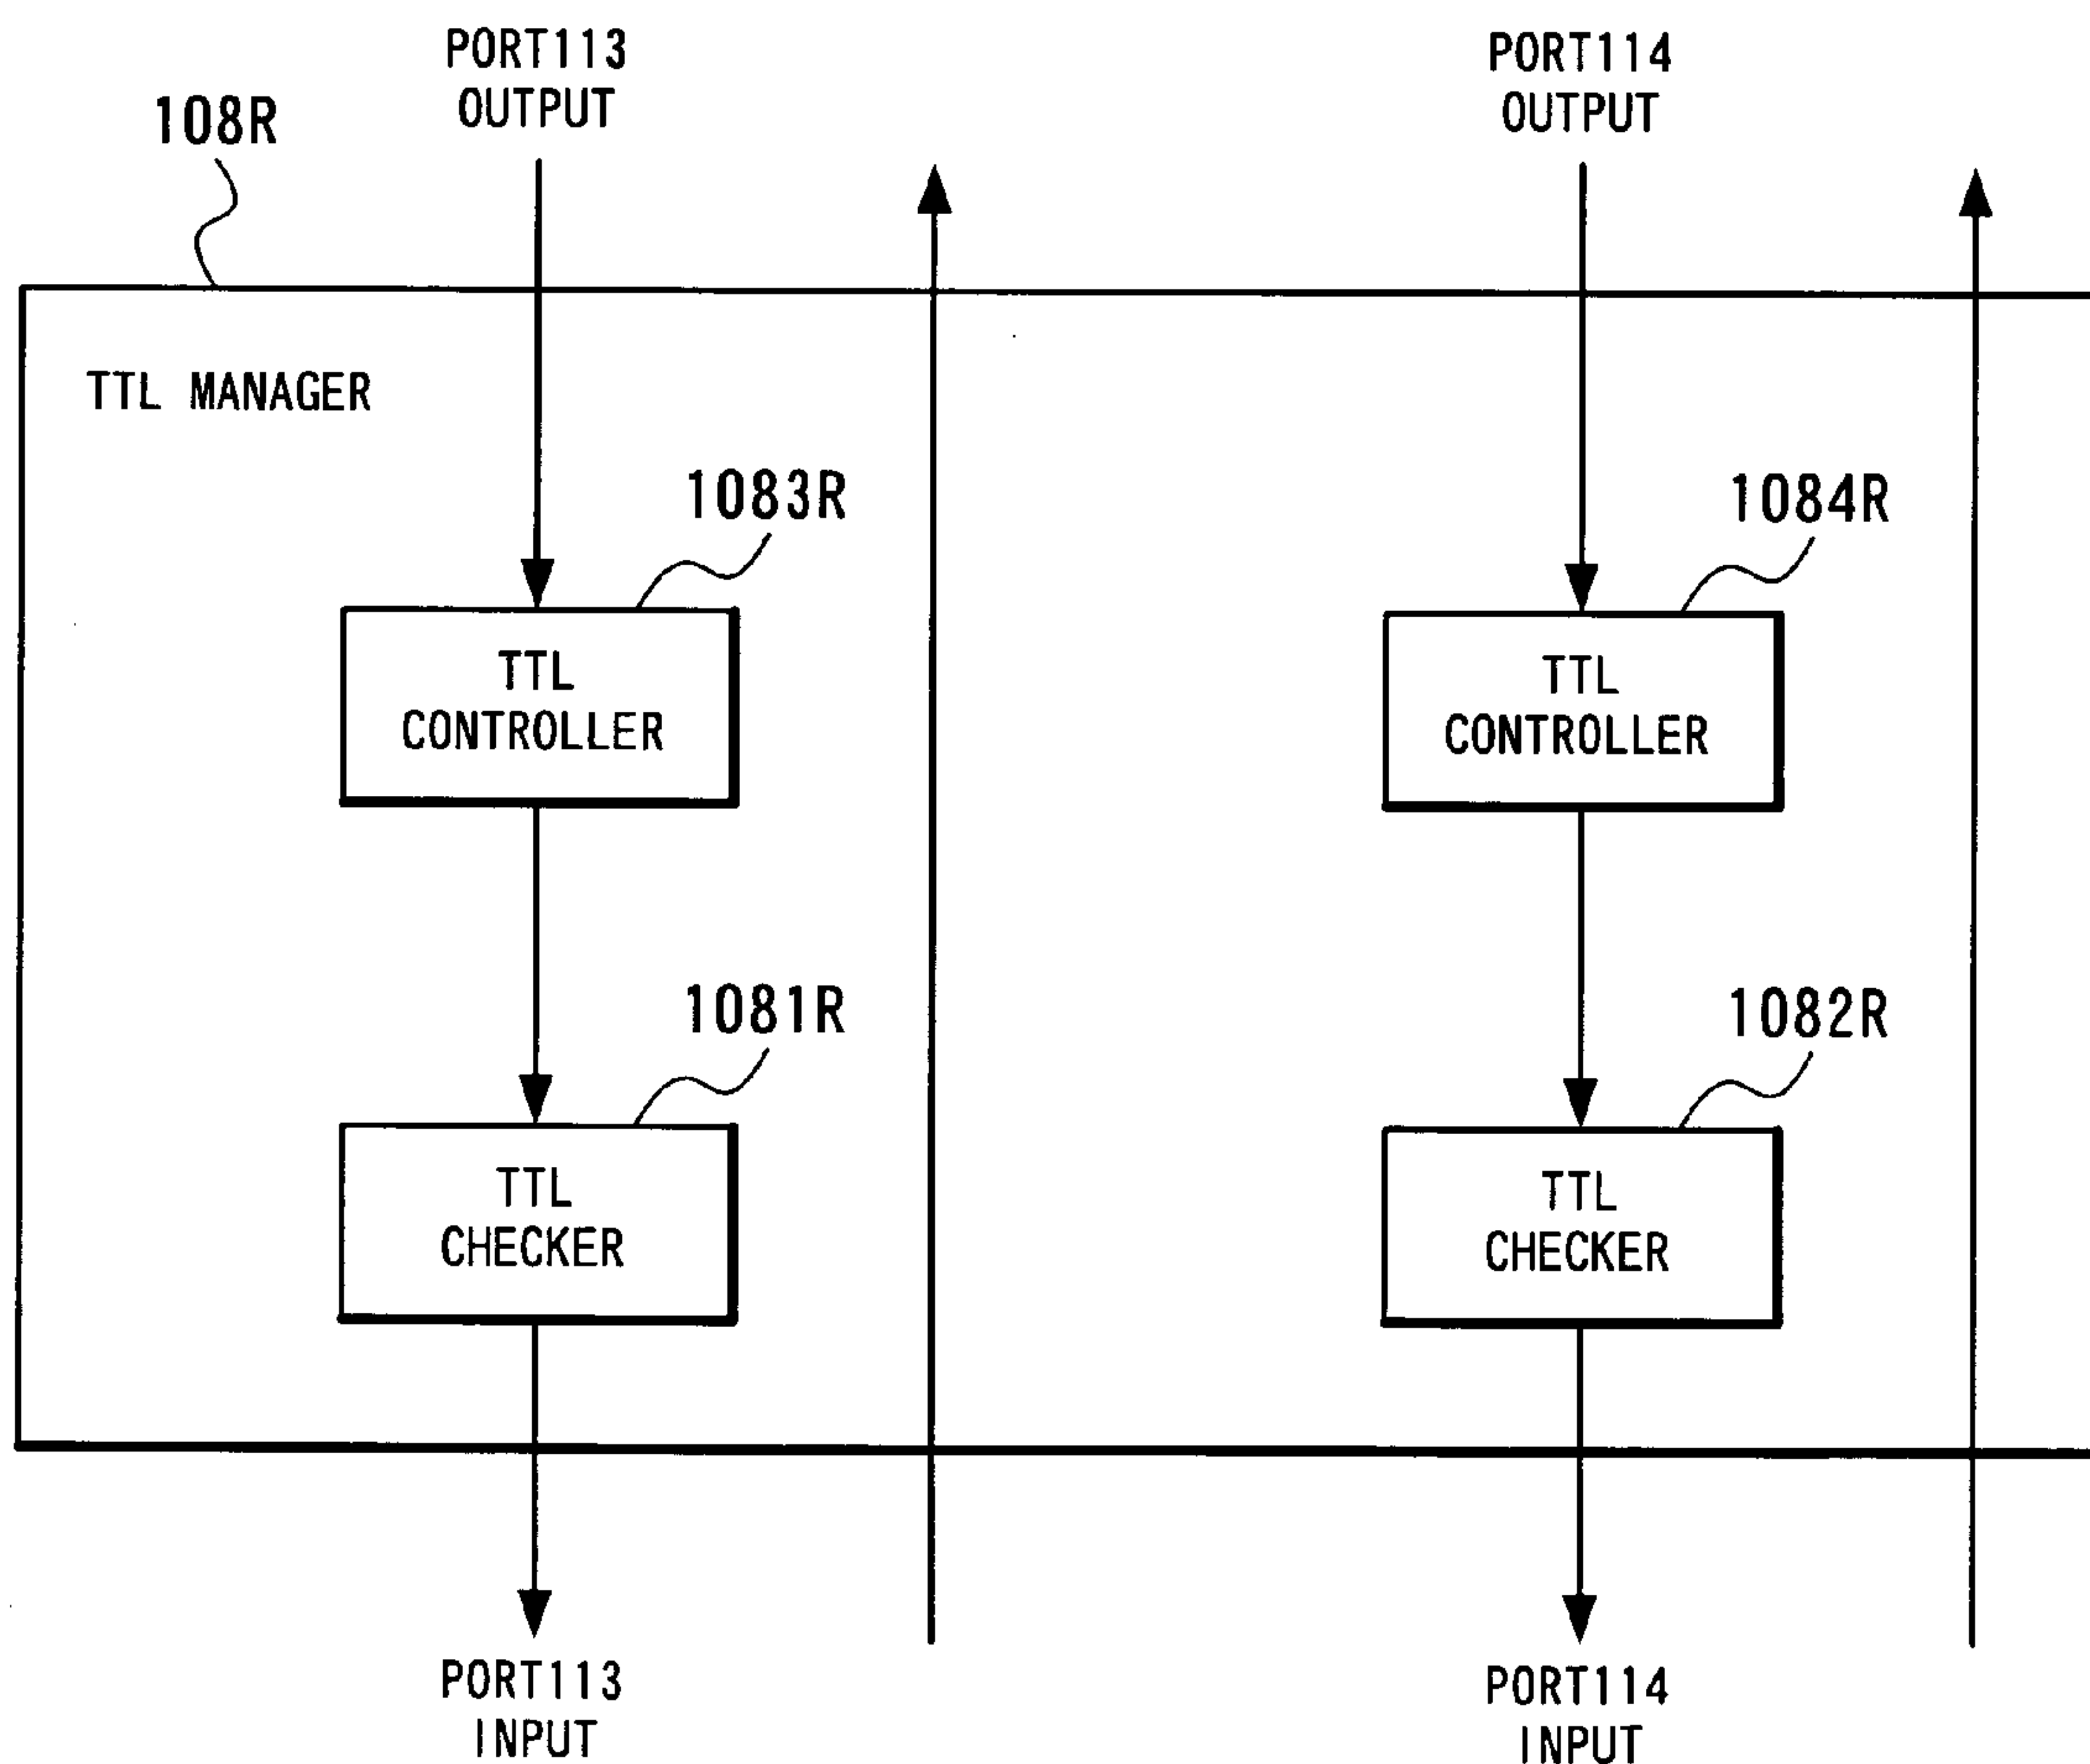 PORT113
OUTPUT
PORT114
OUTPUT
108R
TTL MANAGER
1083R
1084R
TTL
CONTROLLER
TTL
CONTROLLER
1081R
1082R
TTL
CHECKER
TTL
CHECKER
PORT113
INPUT
PORT114
INPUT